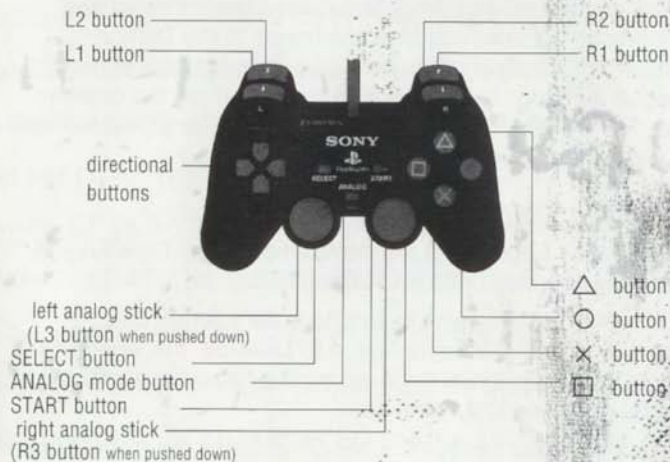 L2 button
R2 button
L1 button
R1 button
SONY
SELECT
START
ANALOG
directional
buttons
left analog stick
(L3 button when pushed down)
SELECT button
ANALOG mode button
START button
right analog stick
(R3 button when pushed down)
△ button
○ button
✕ button
□ button